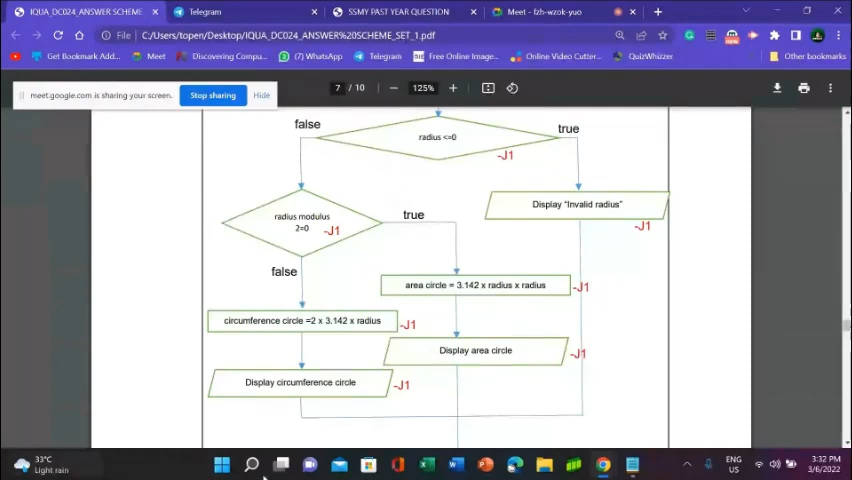 IQUA_DC024_ANSWER SCHEME
Telegram
SSMY PAST YEAR QUESTION
Meet - fzh-wzok-yuo
File
C:/Users/topen/Desktop/IQUA_DC024_ANSWER%20SCHEME_SET_1.pdf
Get Bookmark Add...
Meet
Discovering Compu...
(7) WhatsApp
Telegram
Free Online Image...
Online Video Cutter...
QuizWhizzer
Other bookmarks
meet.google.com is sharing your screen.
Stop sharing
Hide
7 / 10
125%
false
true
radius <=0
-J1
Display "Invalid radius"
-J1
radius modulus
2=0
-J1
true
false
area circle = 3.142 x radius x radius
-J1
circumference circle =2 x 3.142 x radius
-J1
Display area circle
-J1
Display circumference circle
-J1
33°C
Light rain
ENG
US
3:32 PM
3/6/2022